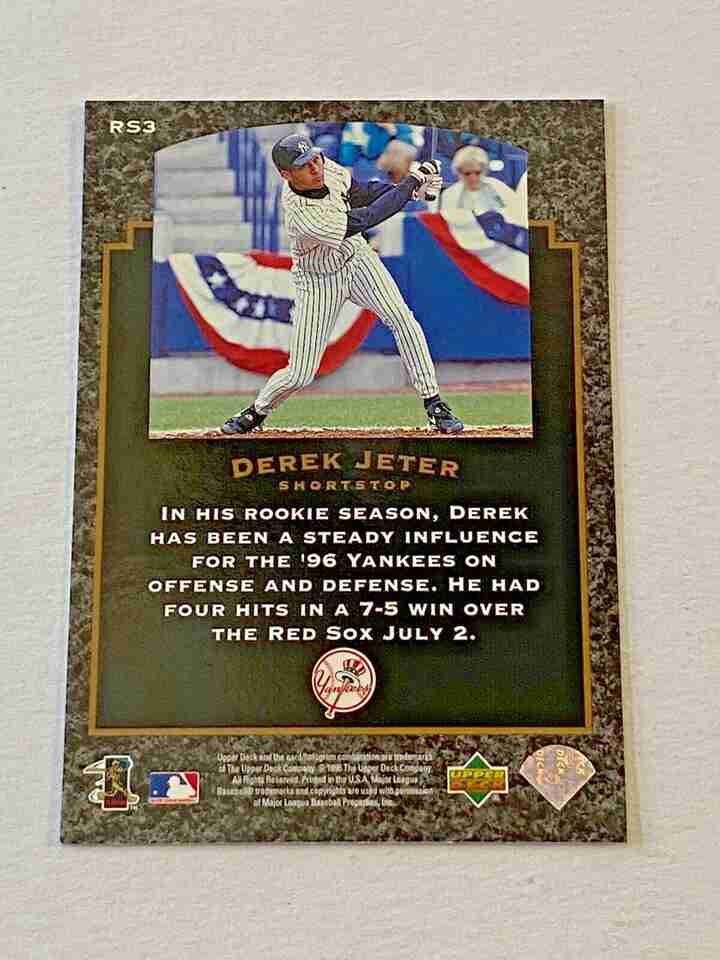 RS3
DEREK JETER
SHORTSTOP
IN HIS ROOKIE SEASON, DEREK
HAS BEEN A STEADY INFLUENCE
FOR THE '96 YANKEES ON
OFFENSE AND DEFENSE. HE HAD
FOUR HITS IN A 7-5 WIN OVER
THE RED SOX JULY 2.
Yankees
Upper Deck and the card/hologram combination are trademarks
of The Upper Deck Company. © 1996 The Upper Deck Company.
All Rights Reserved. Printed in the U.S.A. Major League
Baseball® trademarks and copyrights are used with permission
of Major League Baseball Properties, Inc.
UPPER
DECK